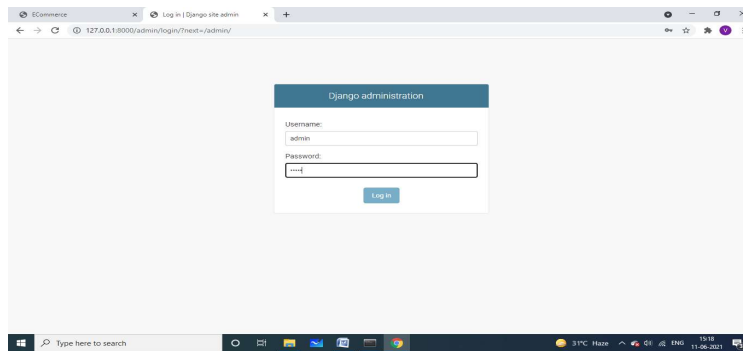 ECommerce
Log in | Django site admin
127.0.0.1:8000/admin/login/?next=/admin/
V
Django administration
Username:
admin
Password:
•••••
Log in
Type here to search
31°C Haze
ENG
15:18
11-06-2021